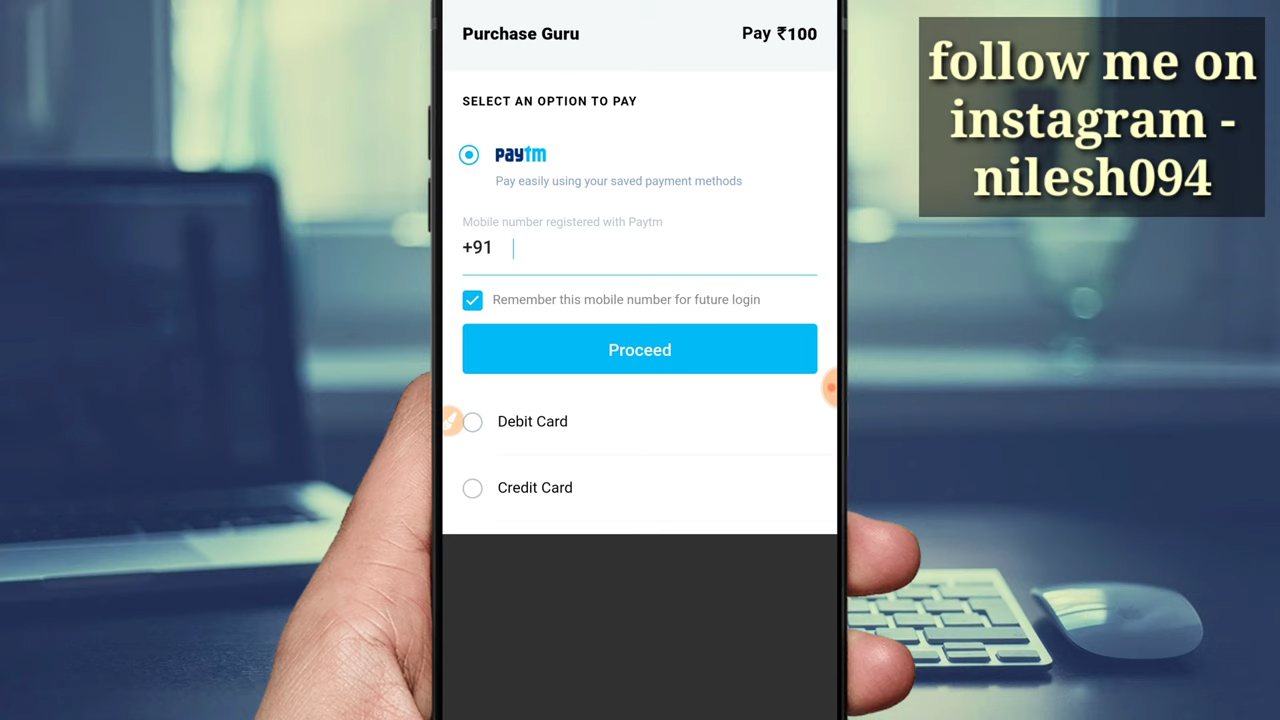 Purchase Guru
Pay ₹100
SELECT AN OPTION TO PAY
paytm
Pay easily using your saved payment methods
Mobile number registered with Paytm
+91
Remember this mobile number for future login
Proceed
Debit Card
Credit Card
follow me on
instagram -
nilesh094